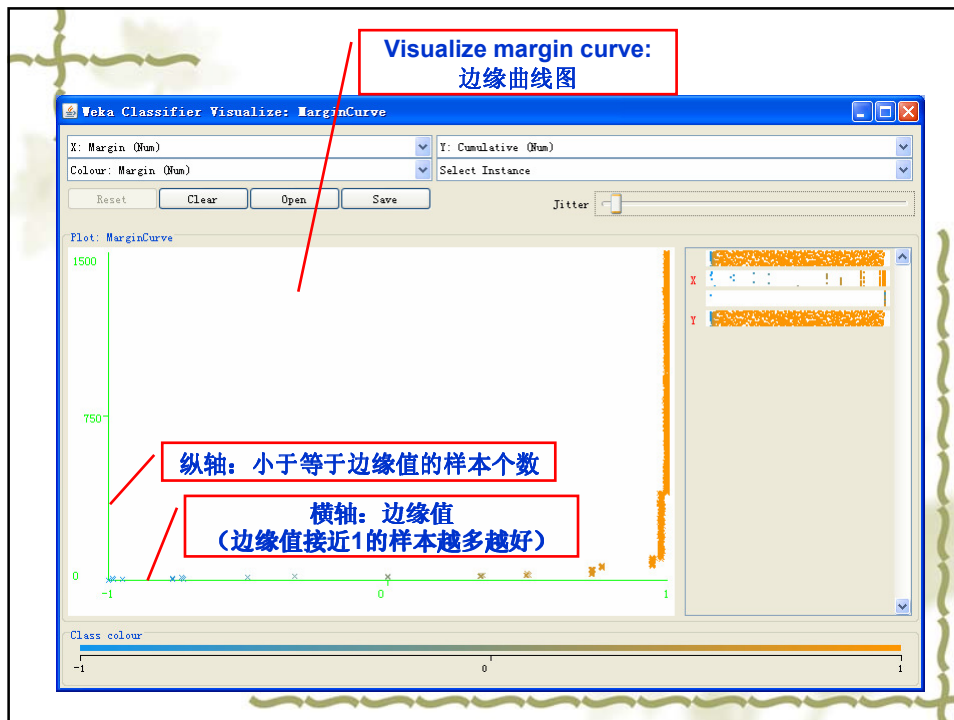 Visualize margin curve:
边缘曲线图
Weka Classifier Visualize: MarginCurve
X: Margin (Num)
Y: Cumulative (Num)
Colour: Margin (Num)
Select Instance
Reset
Clear
Open
Save
Jitter
Plot: MarginCurve
1500
X
Y
750
纵轴：小于等于边缘值的样本个数
横轴：边缘值
（边缘值接近1的样本越多越好）
0
-1
0
1
Class colour
-1
0
1